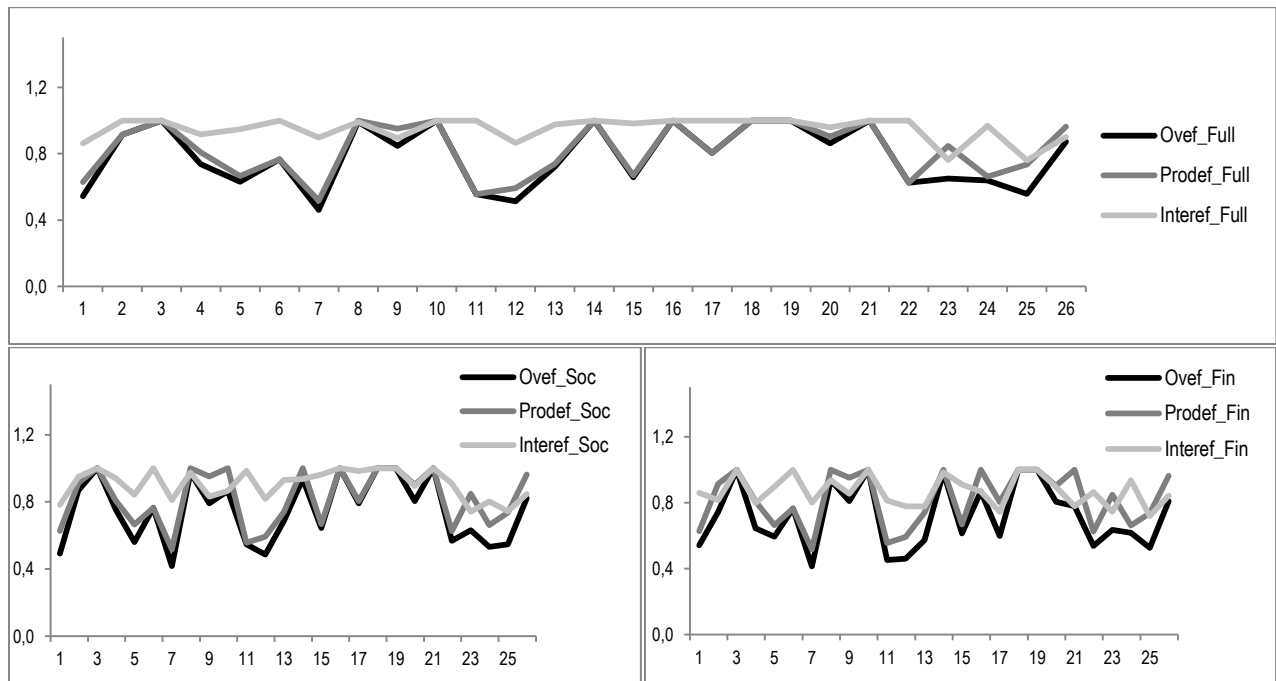 1,2
0,8
0,4
0,0
1 2 3 4 5 6 7 8 9 10 11 12 13 14 15 16 17 18 19 20 21 22 23 24 25 26
Ovef_Full
Prodef_Full
Interef_Full
Ovef_Soc
Prodef_Soc
Interef_Soc
1,2
0,8
0,4
0,0
1 3 5 7 9 11 13 15 17 19 21 23 25
Ovef_Fin
Prodef_Fin
Interef_Fin
1,2
0,8
0,4
0,0
1 3 5 7 9 11 13 15 17 19 21 23 25